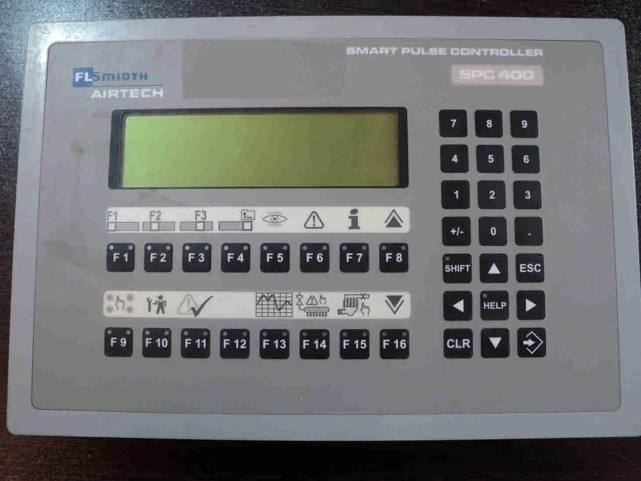 SMART PULSE CONTROLLER
FLSMIDTH
AIRTECH
SPC 400
7 8 9
4 5 6
1 2 3
+/- 0 .
F1 F2 F3
F 1 F 2 F 3 F 4 F 5 F 6 F 7 F 8
SHIFT ESC
HELP
F 9 F 10 F 11 F 12 F 13 F 14 F 15 F 16
CLR